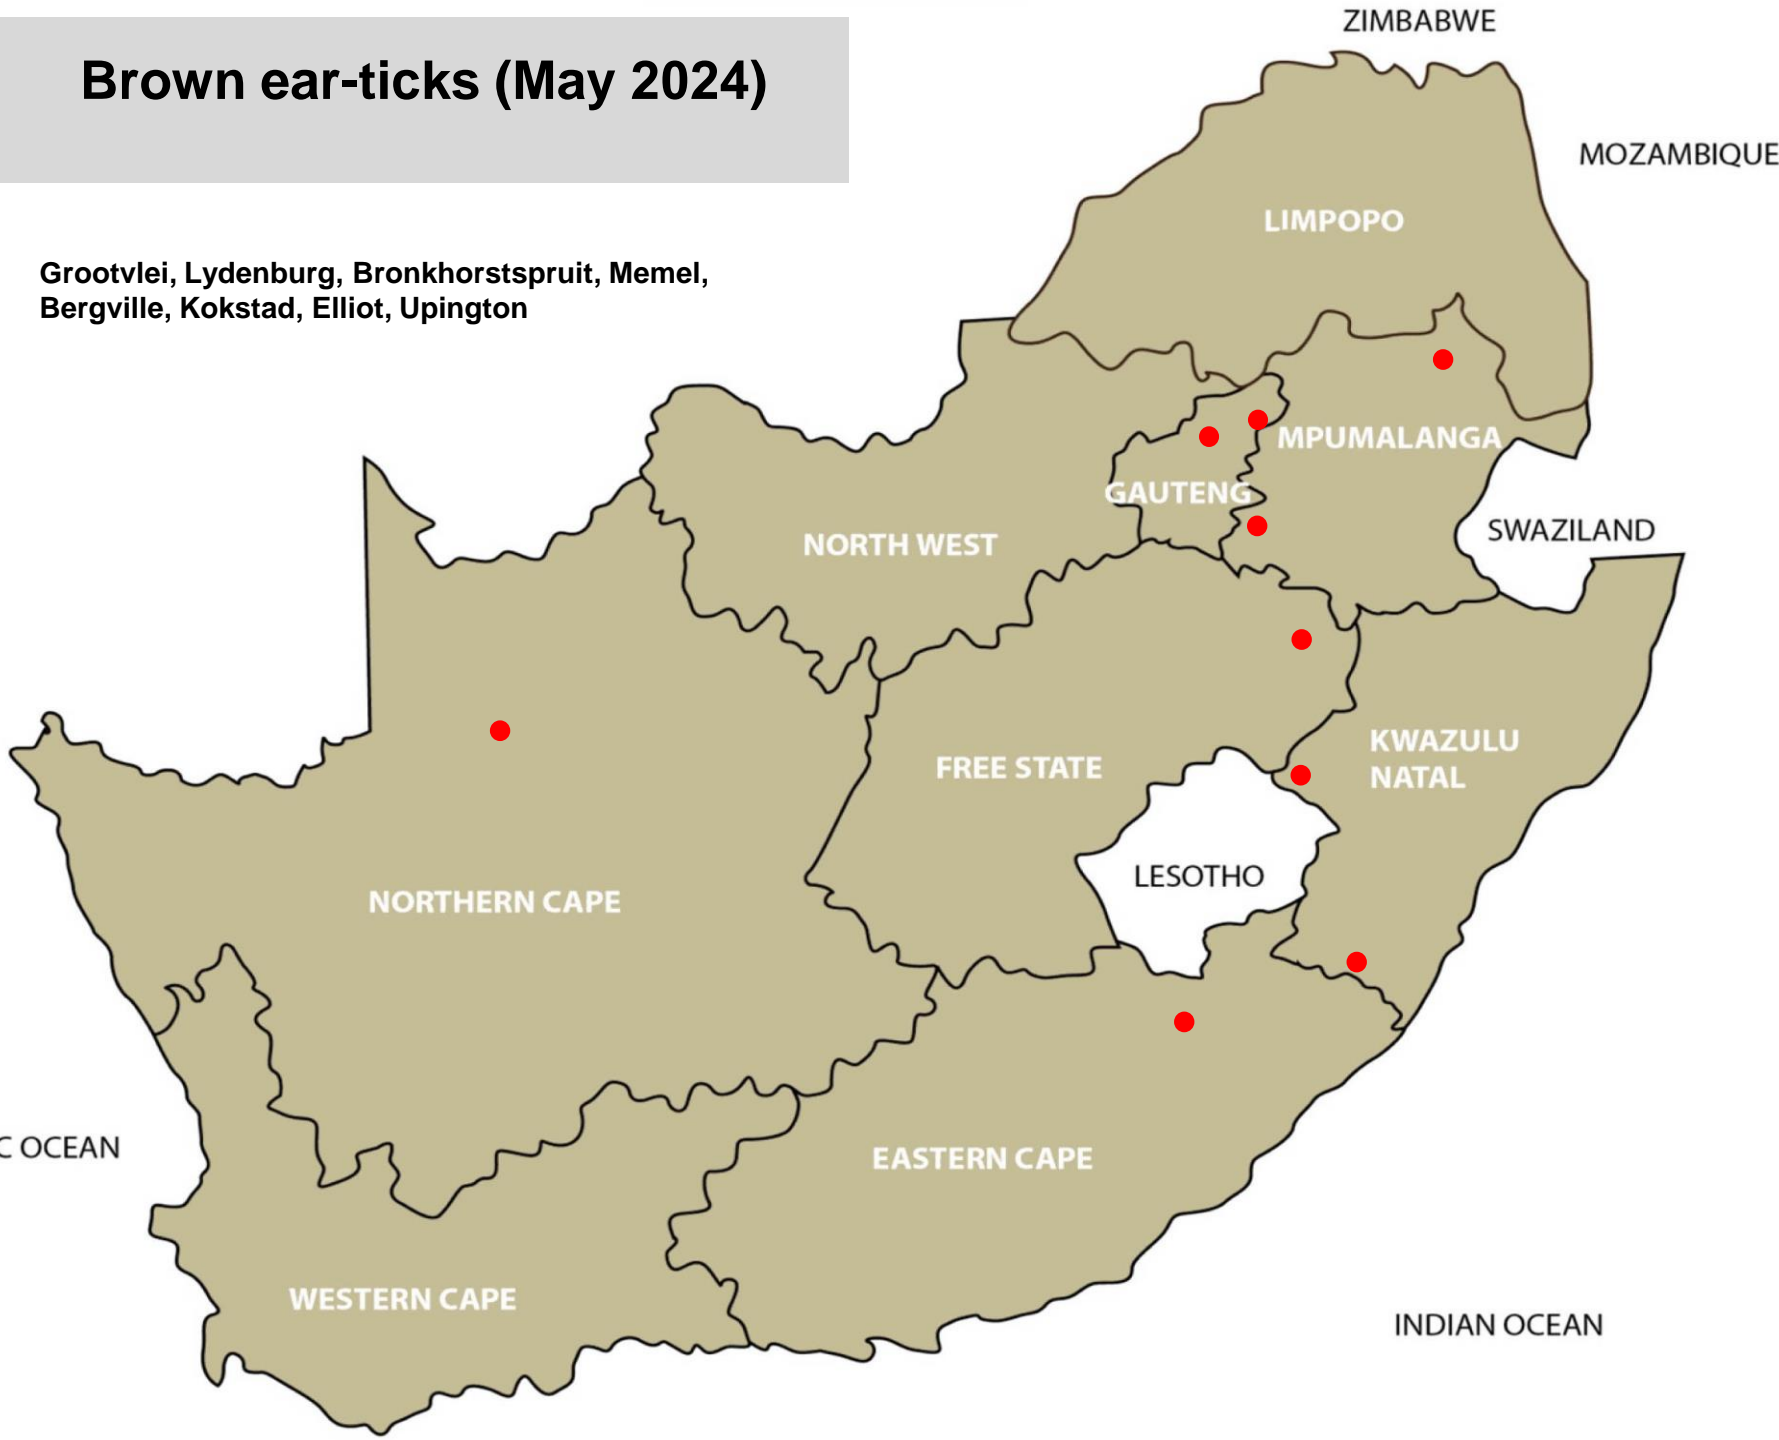 Brown ear-ticks (May 2024)
Grootvlei, Lydenburg, Bronkhorstspruit, Memel,
Bergville, Kokstad, Elliot, Upington
ZIMBABWE
MOZAMBIQUE
LIMPOPO
MPUMALANGA
GAUTENG
SWAZILAND
NORTH WEST
KWAZULU
NATAL
FREE STATE
LESOTHO
NORTHERN CAPE
C OCEAN
EASTERN CAPE
WESTERN CAPE
INDIAN OCEAN